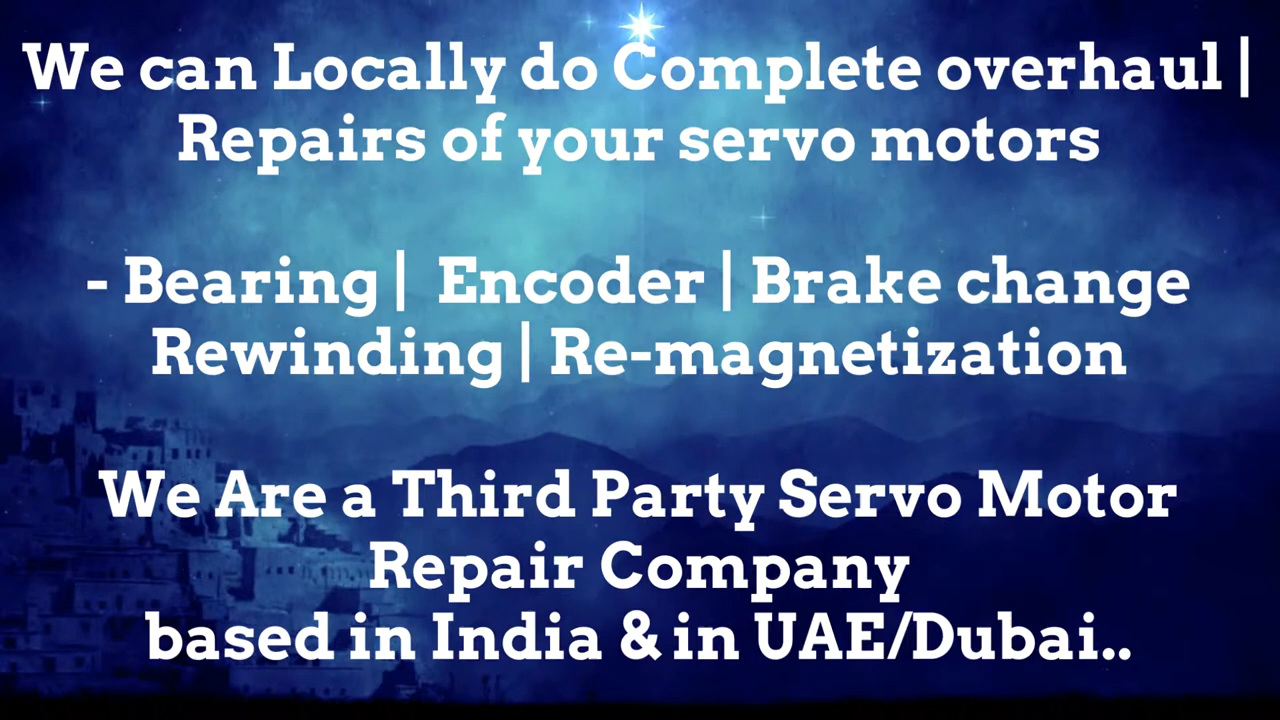 We can Locally do Complete overhaul |
Repairs of your servo motors
- Bearing | Encoder | Brake change
Rewinding | Re-magnetization
We Are a Third Party Servo Motor
Repair Company
based in India & in UAE/Dubai..